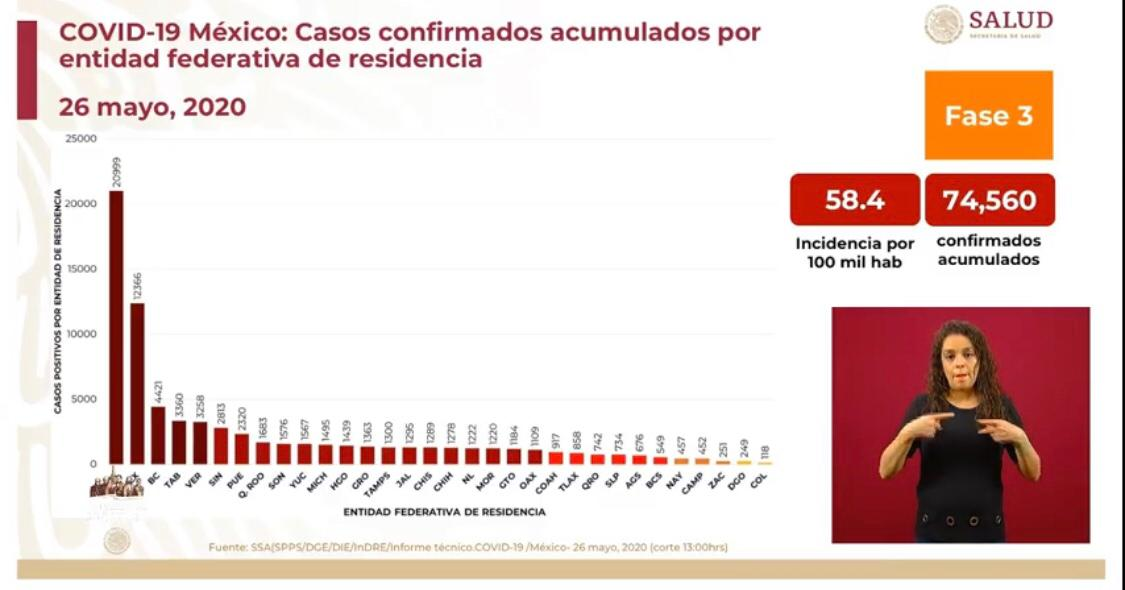 COVID-19 México: Casos confirmados acumulados por
entidad federativa de residencia
26 mayo, 2020
SALUD
SECRETARÍA DE SALUD
Fase 3
58.4
Incidencia por
100 mil hab
74,560
confirmados
acumulados
CASOS POSITIVOS POR ENTIDAD DE RESIDENCIA
25000
20000
15000
10000
5000
0
20999
12366
4421
3360
3258
2813
2320
1683
1576
1567
1495
1439
1363
1300
1295
1289
1278
1222
1220
1184
1109
917
858
742
734
676
549
457
452
251
249
118
BC
TAB
VER
SIN
PUE
Q. ROO
SON
YUC
MICH
HGO
GRO
TAMPS
JAL
CHIS
CHIH
NL
MOR
GTO
OAX
COAH
TLAX
QRO
SLP
AGS
BCS
NAY
CAMP
ZAC
DGO
COL
ENTIDAD FEDERATIVA DE RESIDENCIA
Fuente: SSA(SPPS/DGE/DIE/InDRE/Informe técnico.COVID-19 /México- 26 mayo, 2020 (corte 13:00hrs)